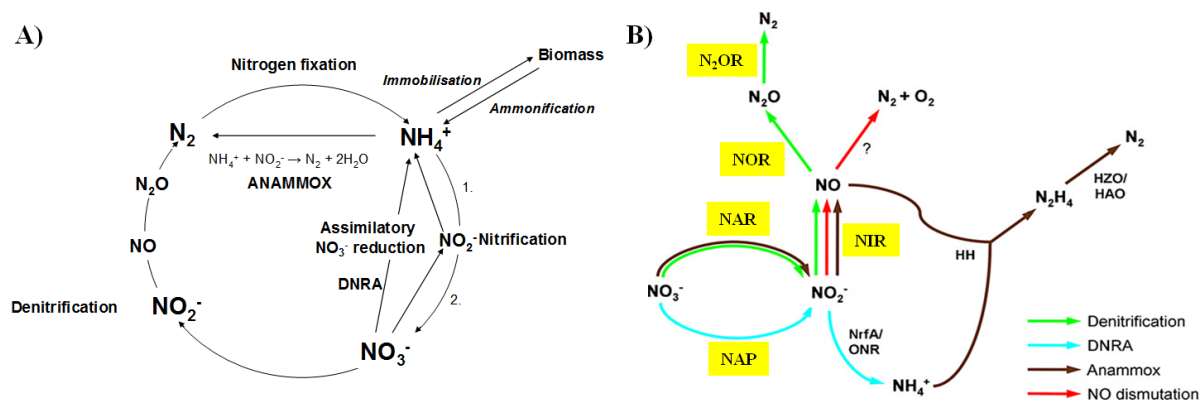 A)
Nitrogen fixation
Biomass
Immobilisation
Ammonification
N₂
NH₄⁺
NH₄⁺ + NO₂⁻ → N₂ + 2H₂O
ANAMMOX
N₂O
1.
Assimilatory
NO₃⁻ reduction
NO₂⁻
Nitrification
NO
DNRA
2.
Denitrification
NO₂⁻
NO₃⁻
B)
N₂
N₂OR
N₂O
N₂ + O₂
N₂
NOR
?
HZO/
HAO
NO
N₂H₄
NAR
NIR
HH
NO₃⁻
NO₂⁻
NAP
NrfA/
ONR
NH₄⁺
Denitrification
DNRA
Anammox
NO dismutation